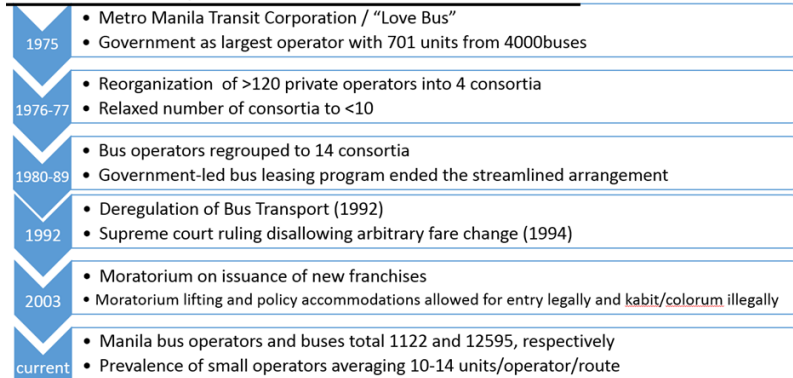 • Metro Manila Transit Corporation / “Love Bus”
1975
• Government as largest operator with 701 units from 4000buses
• Reorganization of >120 private operators into 4 consortia
1976-77
• Relaxed number of consortia to <10
• Bus operators regrouped to 14 consortia
1980-89
• Government-led bus leasing program ended the streamlined arrangement
• Deregulation of Bus Transport (1992)
1992
• Supreme court ruling disallowing arbitrary fare change (1994)
• Moratorium on issuance of new franchises
2003
• Moratorium lifting and policy accommodations allowed for entry legally and kabit/colorum illegally
• Manila bus operators and buses total 1122 and 12595, respectively
current
• Prevalence of small operators averaging 10-14 units/operator/route